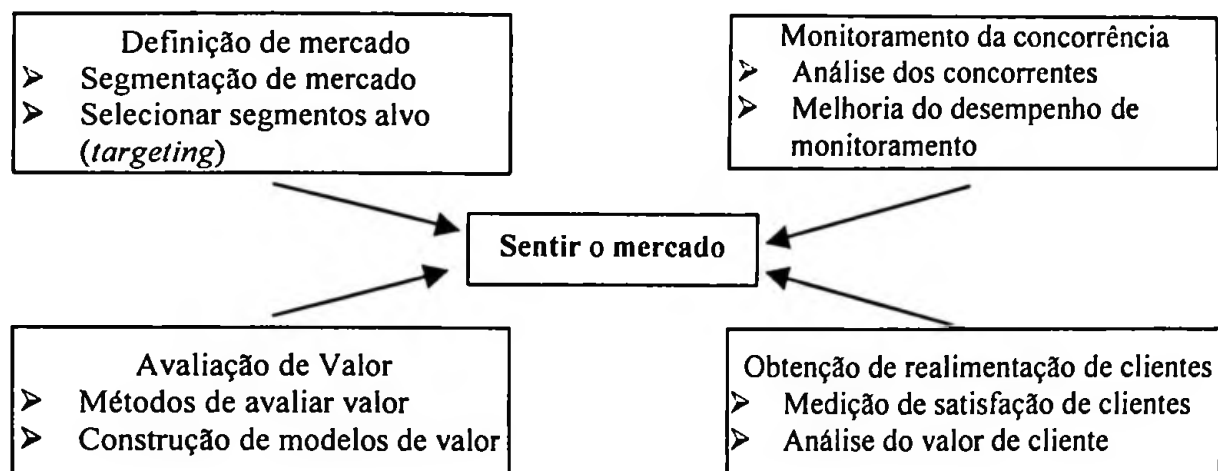 Definição de mercado
➢ Segmentação de mercado
➢ Selecionar segmentos alvo
(targeting)
Monitoramento da concorrência
➢ Análise dos concorrentes
➢ Melhoria do desempenho de
monitoramento
Sentir o mercado
Avaliação de Valor
➢ Métodos de avaliar valor
➢ Construção de modelos de valor
Obtenção de realimentação de clientes
➢ Medição de satisfação de clientes
➢ Análise do valor de cliente